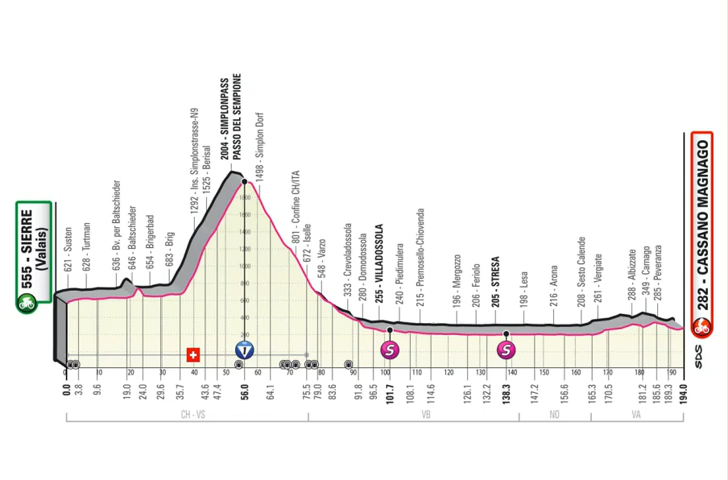 555 - SIERRE
(Valais)
621 - Susten
628 - Turtman
636 - Bv. per Baltschieder
646 - Baltschieder
654 - Brigerbad
683 - Brig
1292 - Ins. Simplonstrasse-N9
1525 - Berisal
2004 - SIMPLONPASS
PASSO DEL SEMPIONE
1498 - Simplon Dorf
801 - Confine CH/ITA
672 - Iselle
548 - Varzo
333 - Crevoladossola
280 - Domodossola
255 - VILLADOSSOLA
240 - Piedimulera
215 - Premosello-Chiovenda
196 - Mergozzo
206 - Feriolo
205 - STRESA
198 - Lesa
216 - Arona
208 - Sesto Calende
261 - Vergiate
288 - Albizzate
349 - Carnago
285 - Peveranza
282 - CASSANO MAGNAGO
SDS
1800
1600
1400
1200
1000
800
600
400
200
S
S
0 10 20 30 40 50 60 70 80 90 100 110 120 130 140 150 160 170 180 190
0.0 3.8 9.6 19.0 24.0 29.6 35.7 43.6 47.4 56.0 64.1 75.5 79.0 83.6 91.8 96.5 101.7 108.1 114.6 126.1 132.2 138.3 147.2 156.6 165.3 170.5 181.2 185.6 189.3 194.0
CH - VS VB NO VA